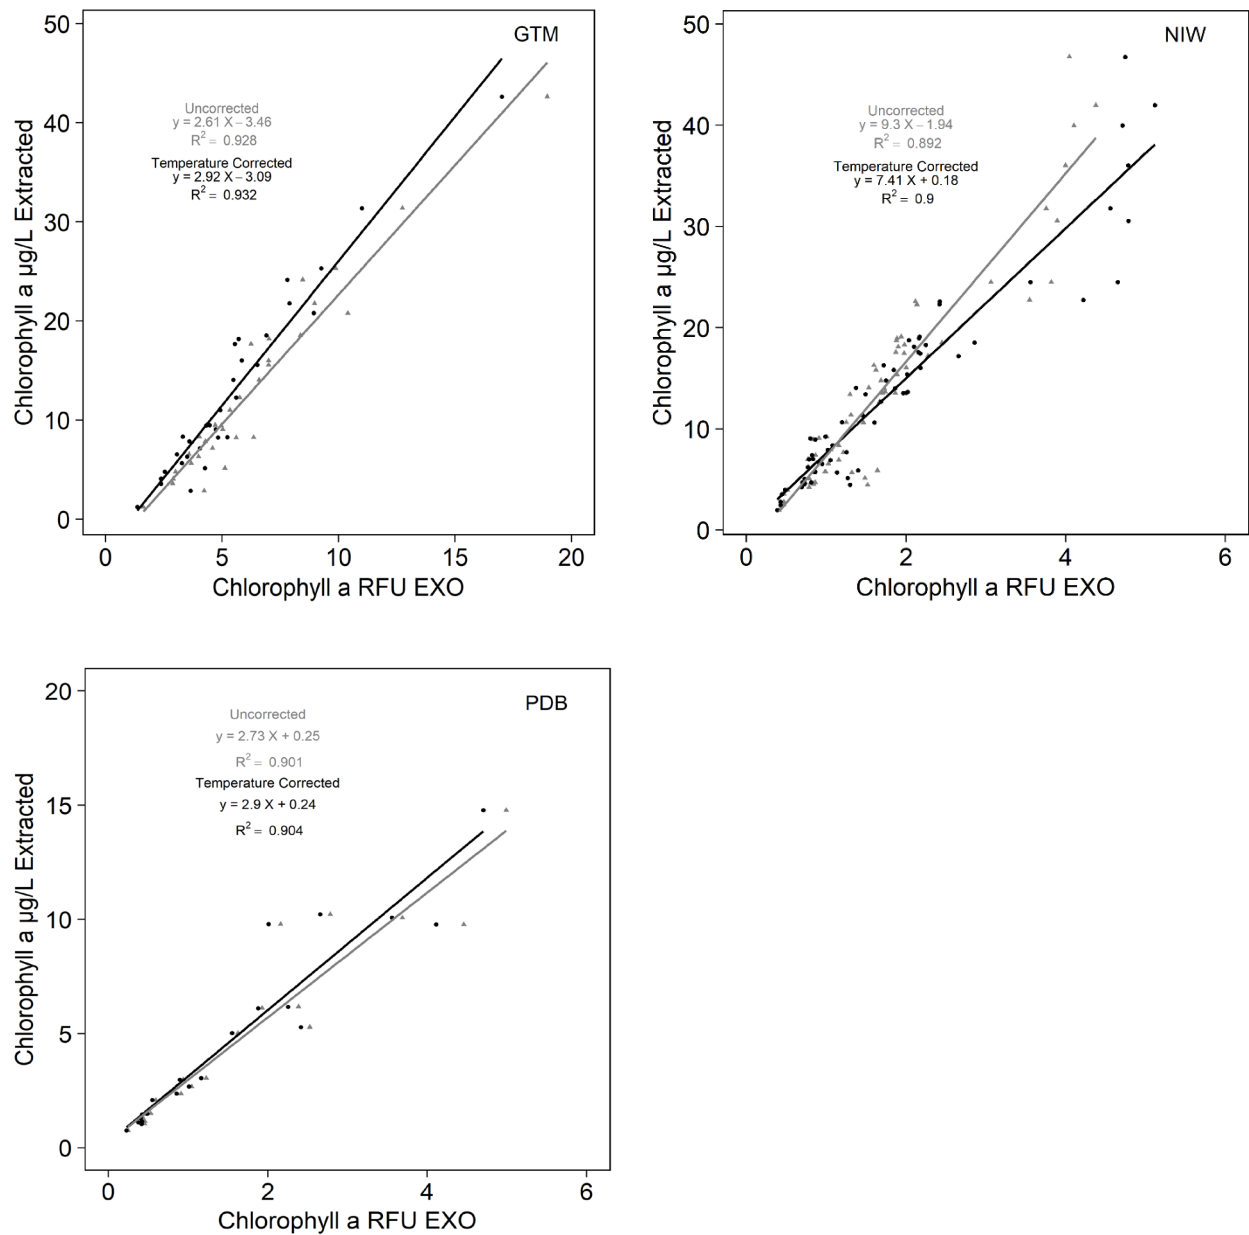 GTM
Uncorrected
y = 2.61 X – 3.46
R2 = 0.928
Temperature Corrected
y = 2.92 X – 3.09
R2 = 0.932
50
40
30
20
10
0
Chlorophyll a µg/L Extracted
0 5 10 15 20
Chlorophyll a RFU EXO
NIW
Uncorrected
y = 9.3 X – 1.94
R2 = 0.892
Temperature Corrected
y = 7.41 X + 0.18
R2 = 0.9
50
40
30
20
10
0
Chlorophyll a µg/L Extracted
0 2 4 6
Chlorophyll a RFU EXO
PDB
Uncorrected
y = 2.73 X + 0.25
R2 = 0.901
Temperature Corrected
y = 2.9 X + 0.24
R2 = 0.904
20
15
10
5
0
Chlorophyll a µg/L Extracted
0 2 4 6
Chlorophyll a RFU EXO